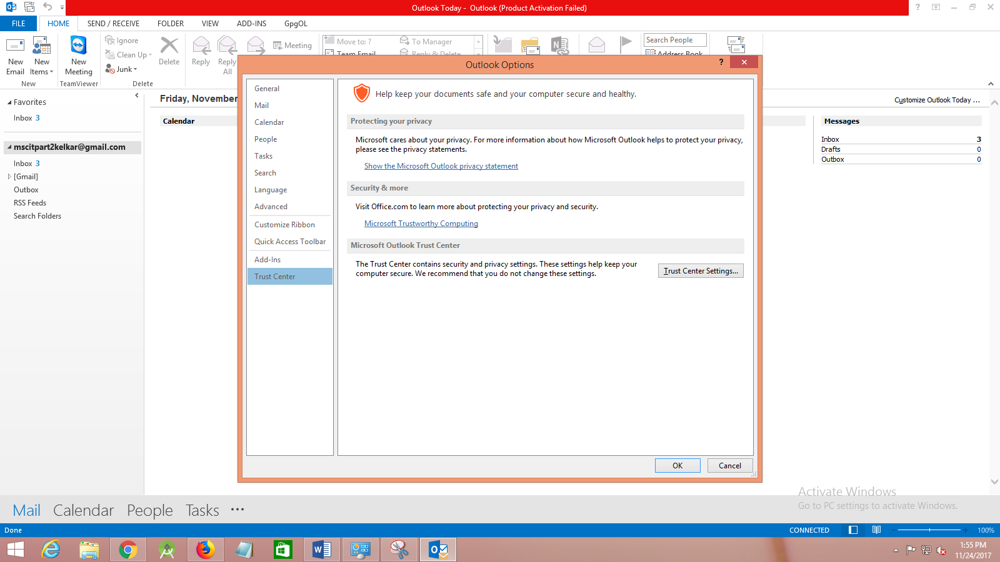 Outlook Today - Outlook (Product Activation Failed)
?
FILE
HOME
SEND / RECEIVE
FOLDER
VIEW
ADD-INS
GpgOL
New Email
New Items
New
New Meeting
TeamViewer
Ignore
Clean Up
Junk
Delete
Delete
Reply
Reply All
Meeting
Move to: ?
Team Email
To Manager
Reply & Delete
Search People
Address Book
Favorites
Inbox 3
mscitpart2kelkar@gmail.com
Inbox 3
[Gmail]
Outbox
RSS Feeds
Search Folders
Friday, November
Calendar
Customize Outlook Today ...
Messages
Inbox 3
Drafts 0
Outbox 0
Outlook Options
?
General
Mail
Calendar
People
Tasks
Search
Language
Advanced
Customize Ribbon
Quick Access Toolbar
Add-Ins
Trust Center
Help keep your documents safe and your computer secure and healthy.
Protecting your privacy
Microsoft cares about your privacy. For more information about how Microsoft Outlook helps to protect your privacy,
please see the privacy statements.
Show the Microsoft Outlook privacy statement
Security & more
Visit Office.com to learn more about protecting your privacy and security.
Microsoft Trustworthy Computing
Microsoft Outlook Trust Center
The Trust Center contains security and privacy settings. These settings help keep your
computer secure. We recommend that you do not change these settings.
Trust Center Settings...
OK
Cancel
Activate Windows
Go to PC settings to activate Windows.
Mail
Calendar
People
Tasks
Done
CONNECTED
100%
1:55 PM
11/24/2017